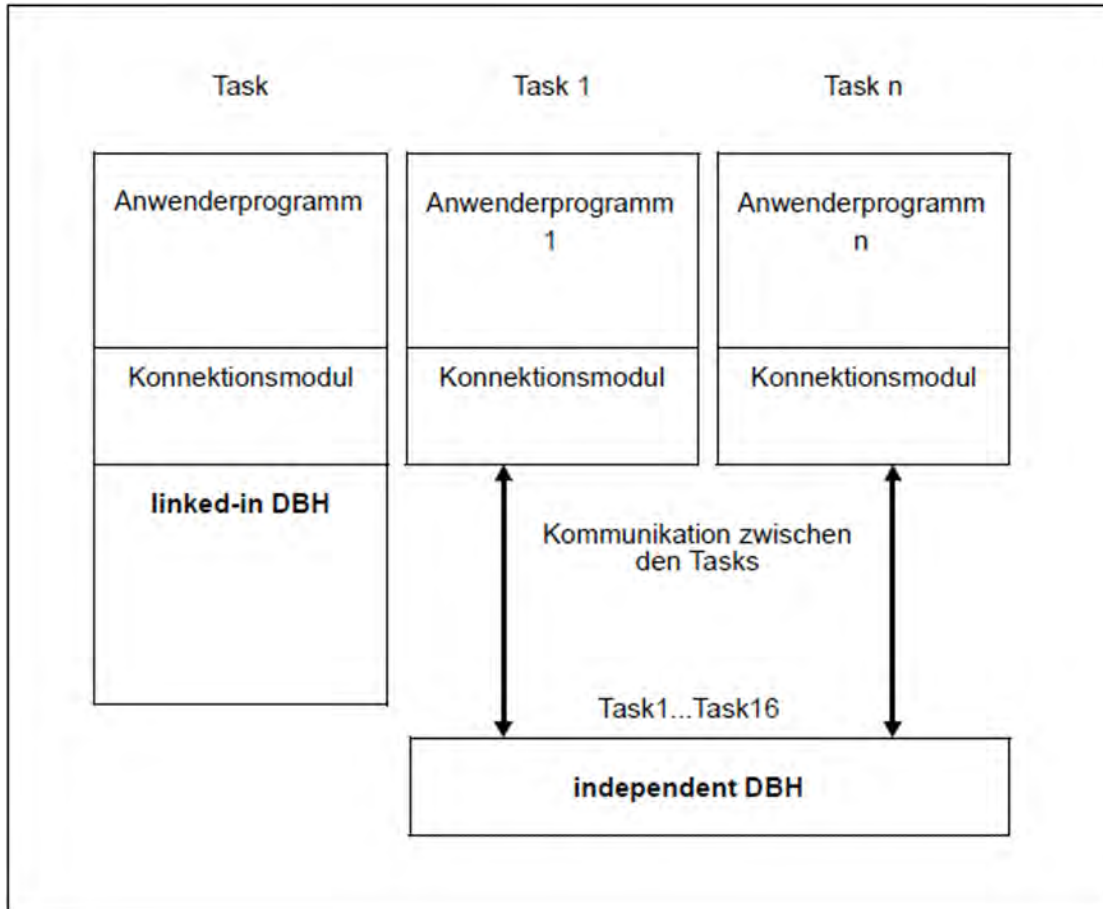 Task
Task 1
Task n
Anwenderprogramm
Anwenderprogramm
1
Anwenderprogramm
n
Konnektionsmodul
Konnektionsmodul
Konnektionsmodul
linked-in DBH
Kommunikation zwischen
den Tasks
Task1...Task16
independent DBH